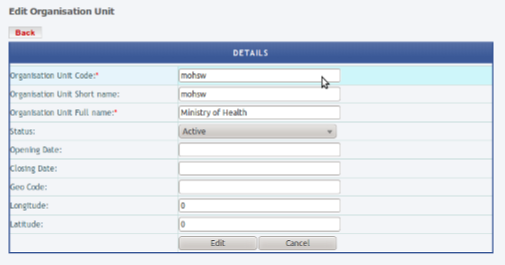 Edit Organisation Unit
Back
DETAILS
Organisation Unit Code:* mohsw
Organisation Unit Short name: mohsw
Organisation Unit Full name:* Ministry of Health
Status: Active
Opening Date:
Closing Date:
Geo Code:
Longitude: 0
Latitude: 0
Edit Cancel